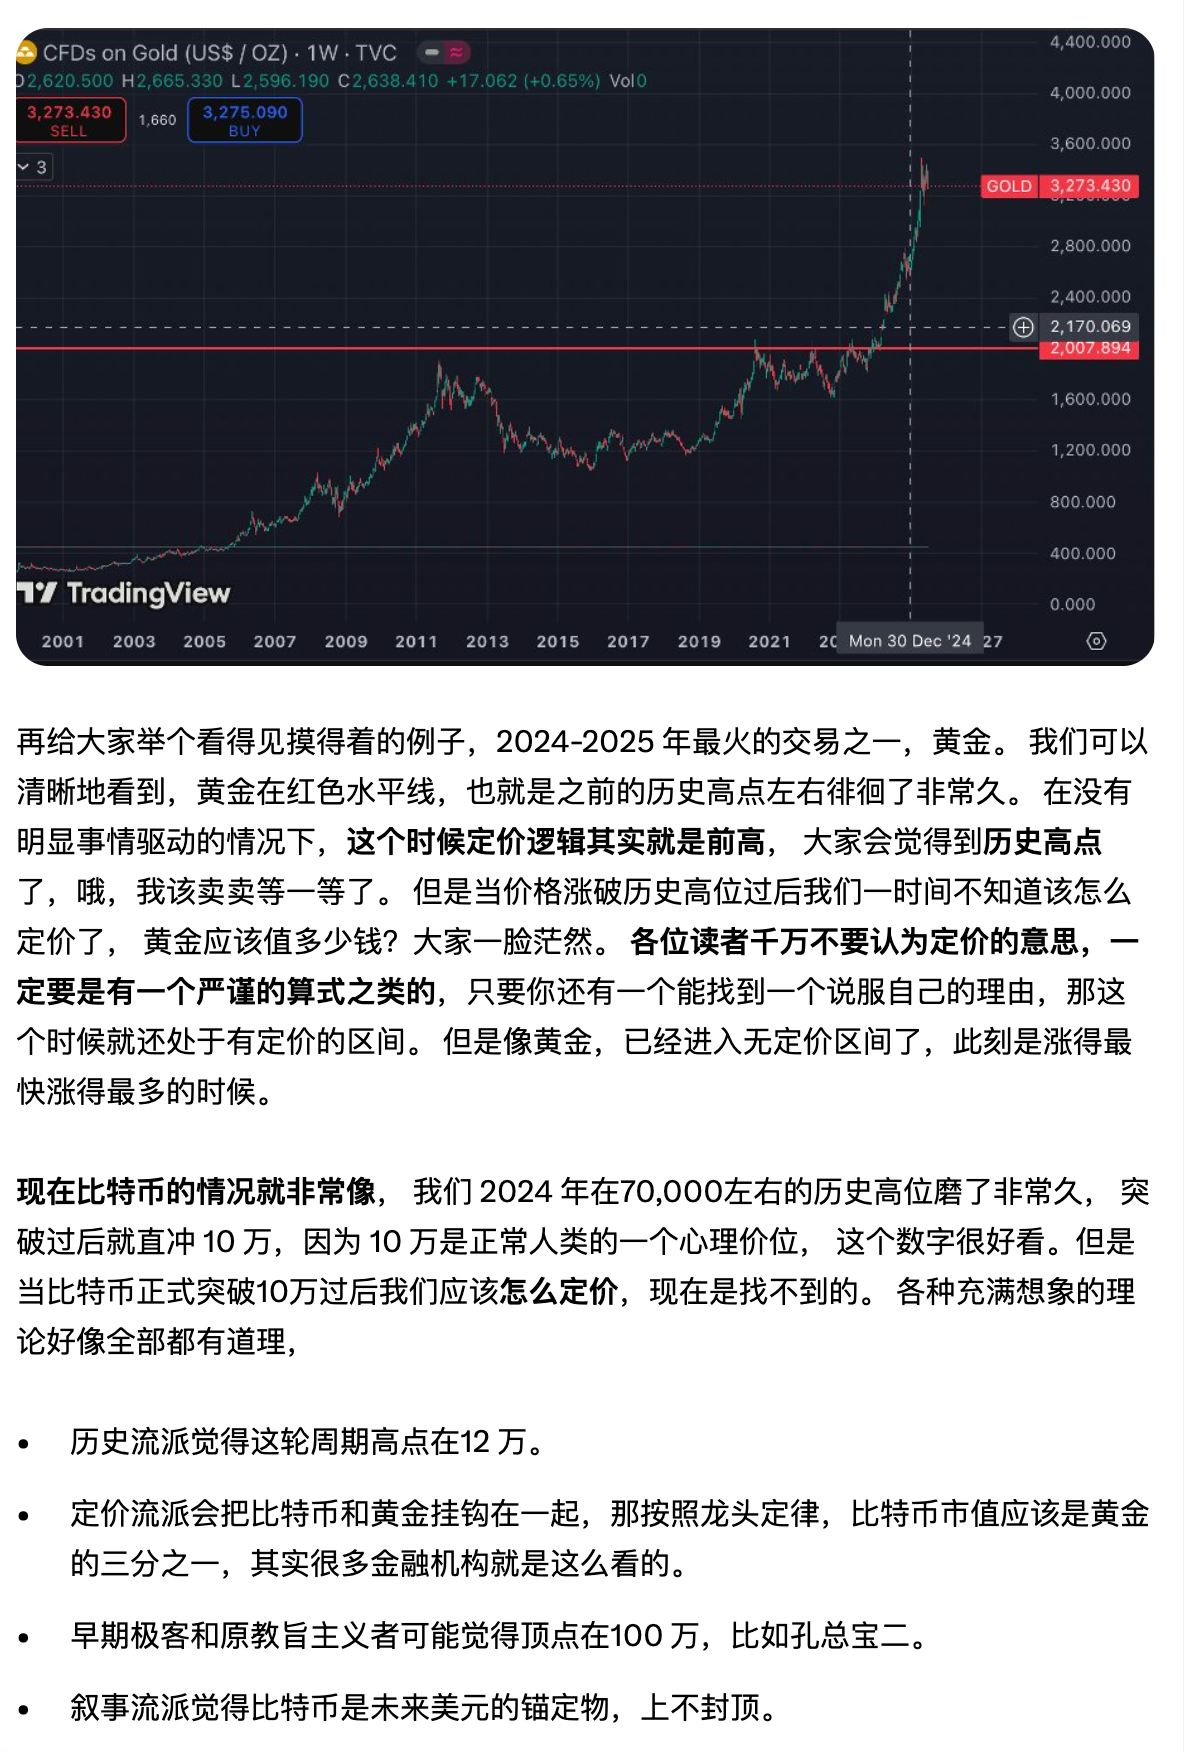 CFDs on Gold (US$ / OZ) · 1W · TVC
O2,620.500 H2,665.330 L2,596.190 C2,638.410 +17.062 (+0.65%) Vol0
3,273.430
SELL
1,660
3,275.090
BUY
3
4,400.000
4,000.000
3,600.000
GOLD 3,273.430
2,800.000
2,400.000
2,170.069
2,007.894
1,600.000
1,200.000
800.000
400.000
0.000
TradingView
2001 2003 2005 2007 2009 2011 2013 2015 2017 2019 2021 20 Mon 30 Dec '24 27
再给大家举个看得见摸得着的例子，2024-2025 年最火的交易之一，黄金。 我们可以
清晰地看到，黄金在红色水平线，也就是之前的历史高点左右徘徊了非常久。 在没有
明显事情驱动的情况下，这个时候定价逻辑其实就是前高， 大家会觉得到历史高点
了，哦，我该卖卖等一等了。 但是当价格涨破历史高位过后我们一时间不知道该怎么
定价了， 黄金应该值多少钱？大家一脸茫然。 各位读者千万不要认为定价的意思，一
定要是有一个严谨的算式之类的，只要你还有一个能找到一个说服自己的理由，那这
个时候就还处于有定价的区间。 但是像黄金，已经进入无定价区间了，此刻是涨得最
快涨得最多的时候。
现在比特币的情况就非常像， 我们 2024 年在70,000左右的历史高位磨了非常久， 突
破过后就直冲 10 万，因为 10 万是正常人类的一个心理价位， 这个数字很好看。但是
当比特币正式突破10万过后我们应该怎么定价，现在是找不到的。 各种充满想象的理
论好像全部都有道理，
• 历史流派觉得这轮周期高点在12 万。
• 定价流派会把比特币和黄金挂钩在一起，那按照龙头定律，比特币市值应该是黄金
的三分之一，其实很多金融机构就是这么看的。
• 早期极客和原教旨主义者可能觉得顶点在100 万，比如孔总宝二。
• 叙事流派觉得比特币是未来美元的锚定物，上不封顶。